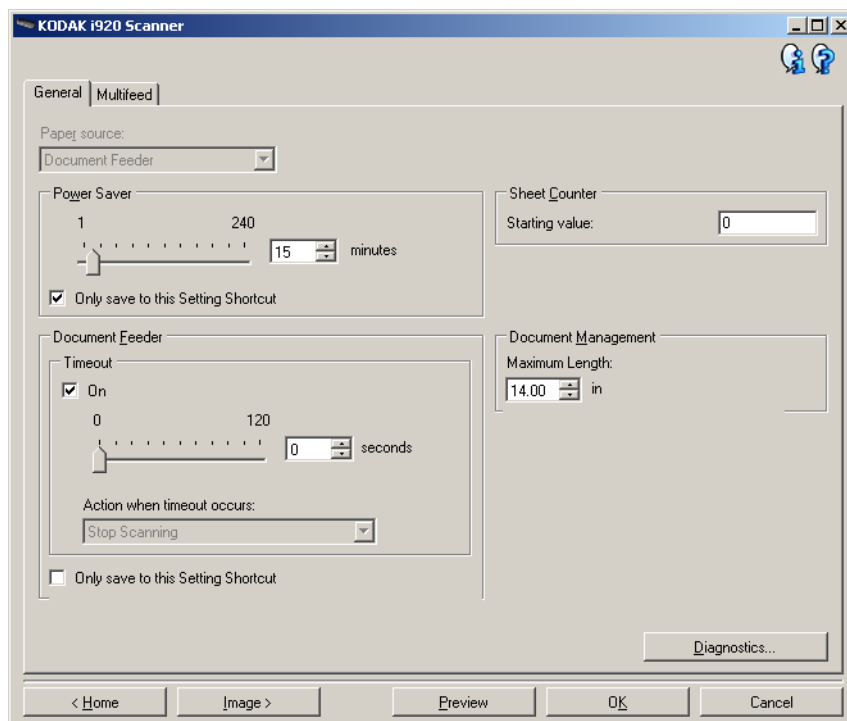 KODAK i920 Scanner
General
Multifeed
Paper source:
Document Feeder
Power Saver
1 240
15 minutes
Only save to this Setting Shortcut
Sheet Counter
Starting value: 0
Document Feeder
Timeout
On
0 120
0 seconds
Action when timeout occurs:
Stop Scanning
Only save to this Setting Shortcut
Document Management
Maximum Length:
14.00 in
Diagnostics...
< Home
Image >
Preview
OK
Cancel